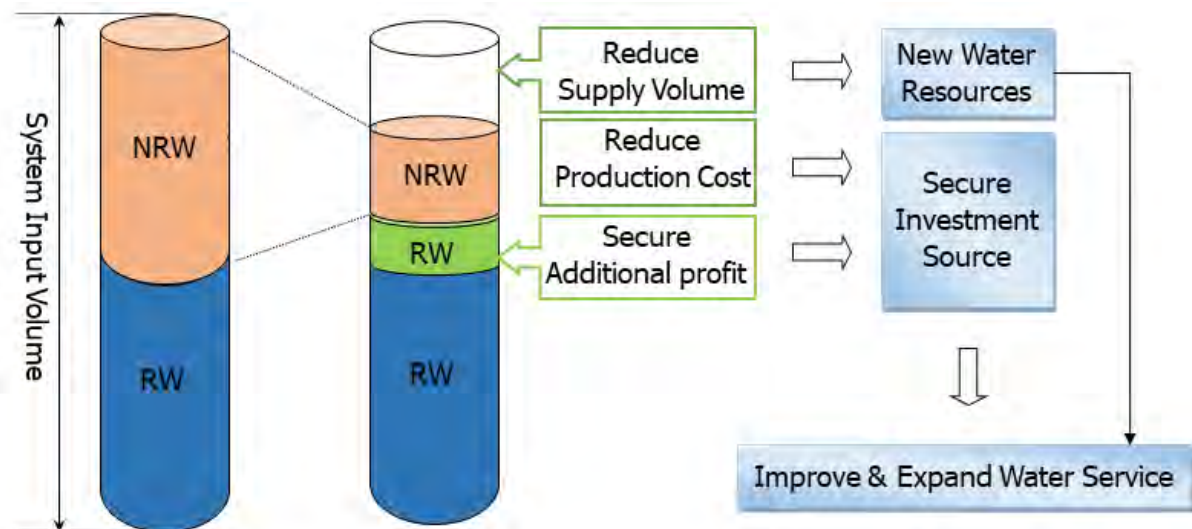 System Input Volume
NRW
RW
NRW
RW
RW
Reduce
Supply Volume
Reduce
Production Cost
Secure
Additional profit
New Water
Resources
Secure
Investment
Source
Improve & Expand Water Service